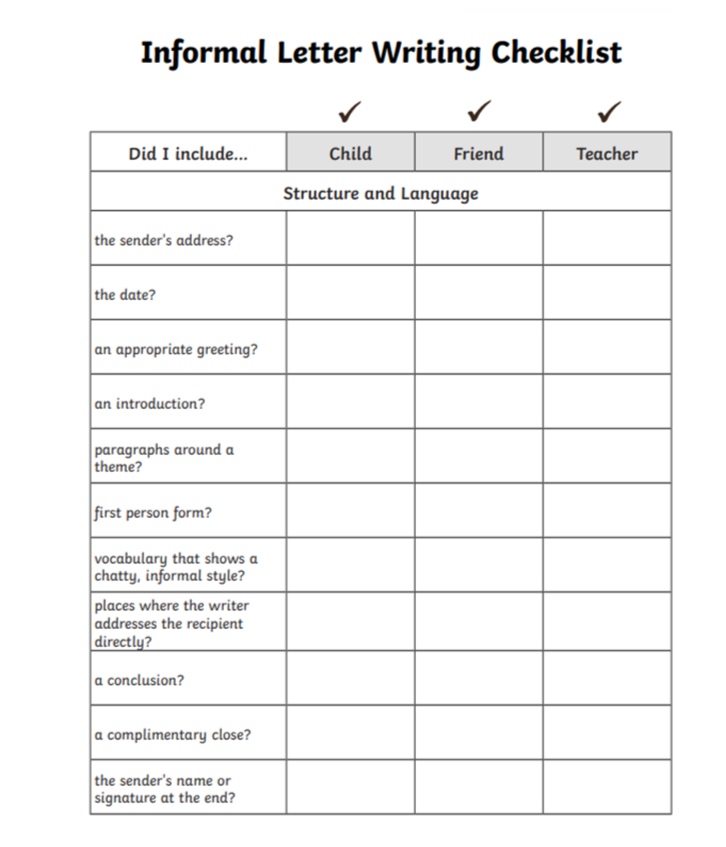 Informal Letter Writing Checklist
✓ ✓ ✓
Did I include... Child Friend Teacher
Structure and Language
the sender's address?
the date?
an appropriate greeting?
an introduction?
paragraphs around a
theme?
first person form?
vocabulary that shows a
chatty, informal style?
places where the writer
addresses the recipient
directly?
a conclusion?
a complimentary close?
the sender's name or
signature at the end?